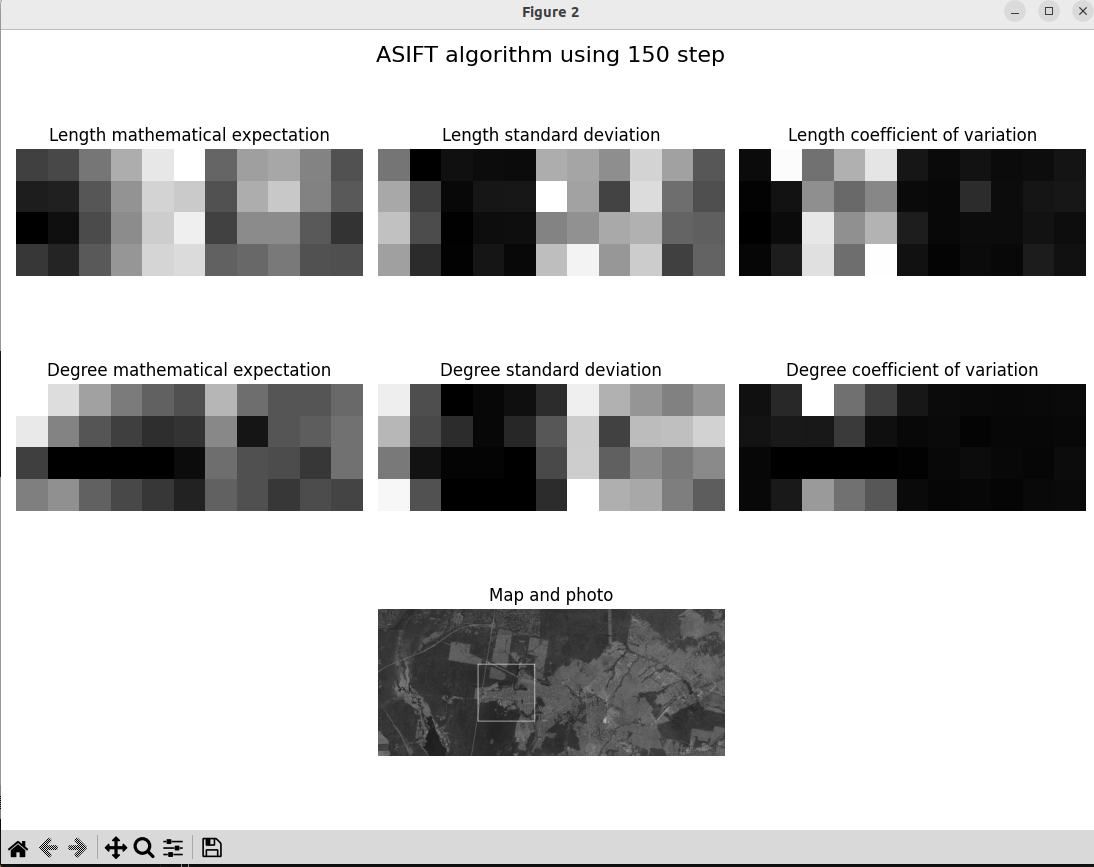 Figure 2
ASIFT algorithm using 150 step
Length mathematical expectation
Length standard deviation
Length coefficient of variation
Degree mathematical expectation
Degree standard deviation
Degree coefficient of variation
Map and photo